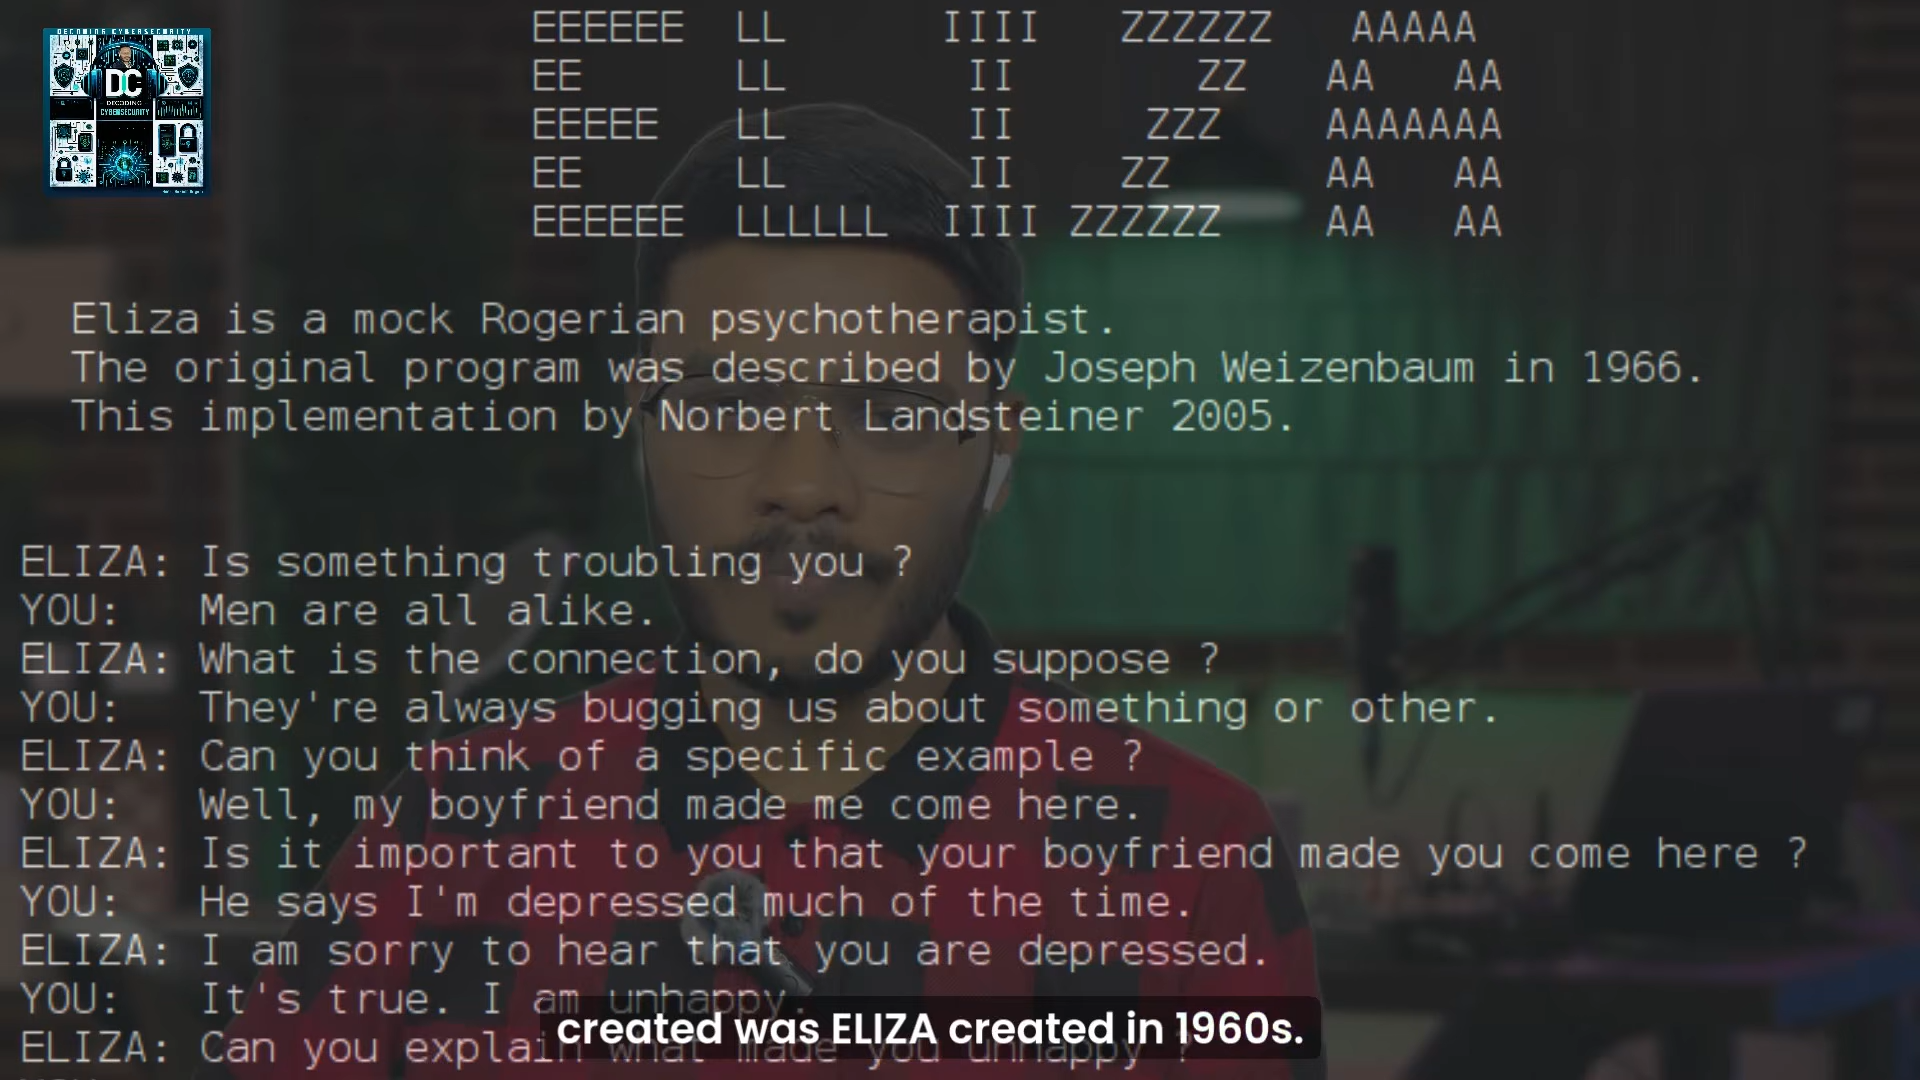 DECODING CYBERSECURITY
DC
DECODING
CYBERSECURITY
EEEEEE LL IIII ZZZZZZ AAAAA
EE LL II ZZ AA AA
EEEEE LL II ZZZ AAAAAAA
EE LL II ZZ AA AA
EEEEEE LLLLLL IIII ZZZZZZ AA AA
Eliza is a mock Rogerian psychotherapist.
The original program was described by Joseph Weizenbaum in 1966.
This implementation by Norbert Landsteiner 2005.
ELIZA: Is something troubling you ?
YOU: Men are all alike.
ELIZA: What is the connection, do you suppose ?
YOU: They're always bugging us about something or other.
ELIZA: Can you think of a specific example ?
YOU: Well, my boyfriend made me come here.
ELIZA: Is it important to you that your boyfriend made you come here ?
YOU: He says I'm depressed much of the time.
ELIZA: I am sorry to hear that you are depressed.
YOU: It's true. I am unhappy.
ELIZA: Can you explain what made you unhappy ?
created was ELIZA created in 1960s.